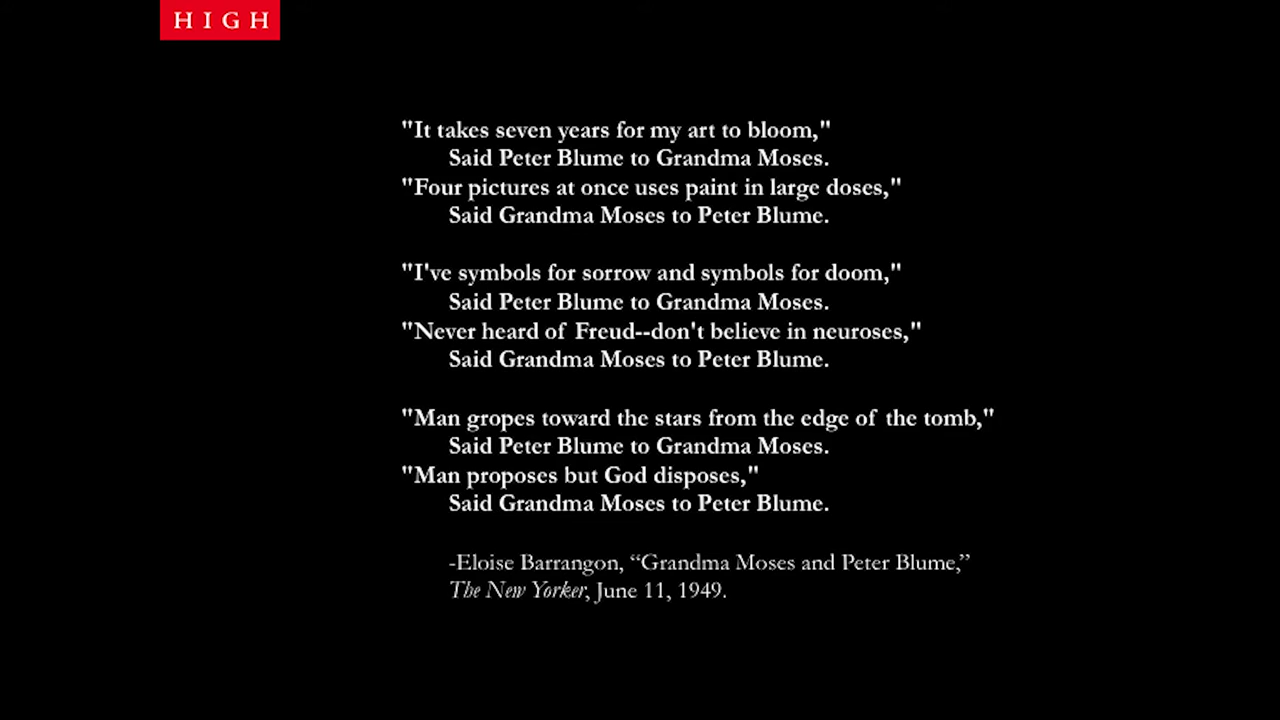 HIGH
"It takes seven years for my art to bloom,"
Said Peter Blume to Grandma Moses.
"Four pictures at once uses paint in large doses,"
Said Grandma Moses to Peter Blume.
"I've symbols for sorrow and symbols for doom,"
Said Peter Blume to Grandma Moses.
"Never heard of Freud--don't believe in neuroses,"
Said Grandma Moses to Peter Blume.
"Man gropes toward the stars from the edge of the tomb,"
Said Peter Blume to Grandma Moses.
"Man proposes but God disposes,"
Said Grandma Moses to Peter Blume.
-Eloise Barrangon, “Grandma Moses and Peter Blume,”
The New Yorker, June 11, 1949.